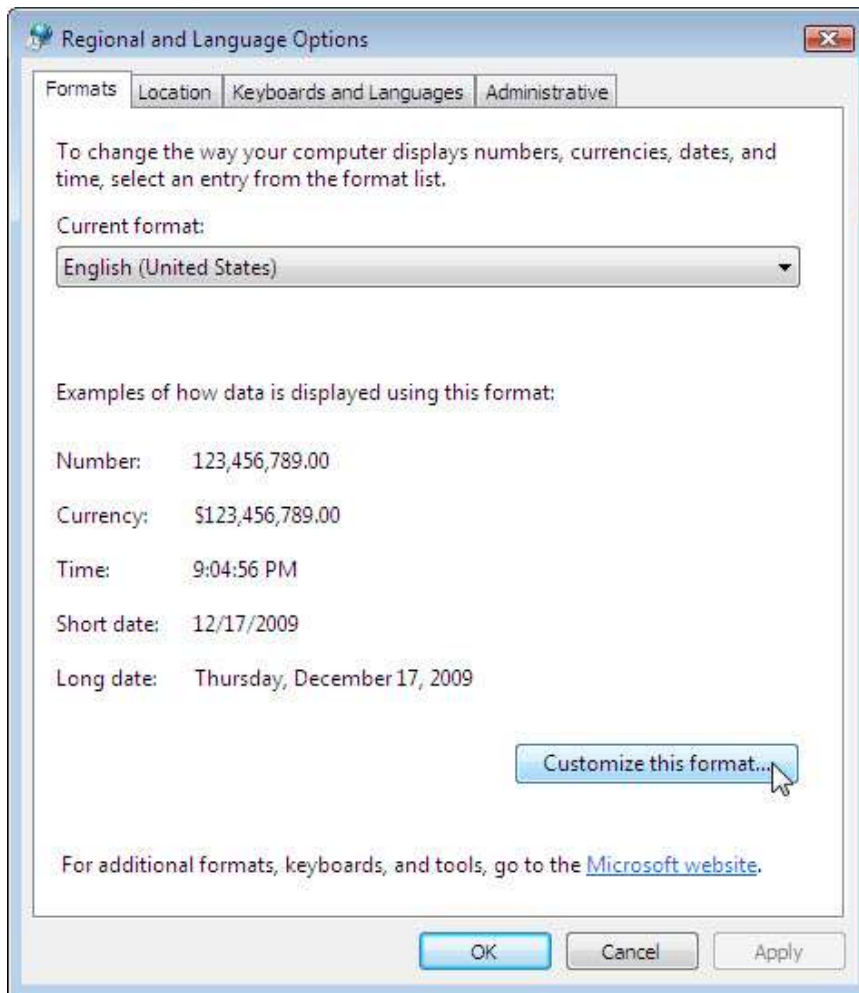 Regional and Language Options
Formats Location Keyboards and Languages Administrative
To change the way your computer displays numbers, currencies, dates, and
time, select an entry from the format list.
Current format:
English (United States)
Examples of how data is displayed using this format:
Number: 123,456,789.00
Currency: $123,456,789.00
Time: 9:04:56 PM
Short date: 12/17/2009
Long date: Thursday, December 17, 2009
Customize this format...
For additional formats, keyboards, and tools, go to the Microsoft website.
OK Cancel Apply